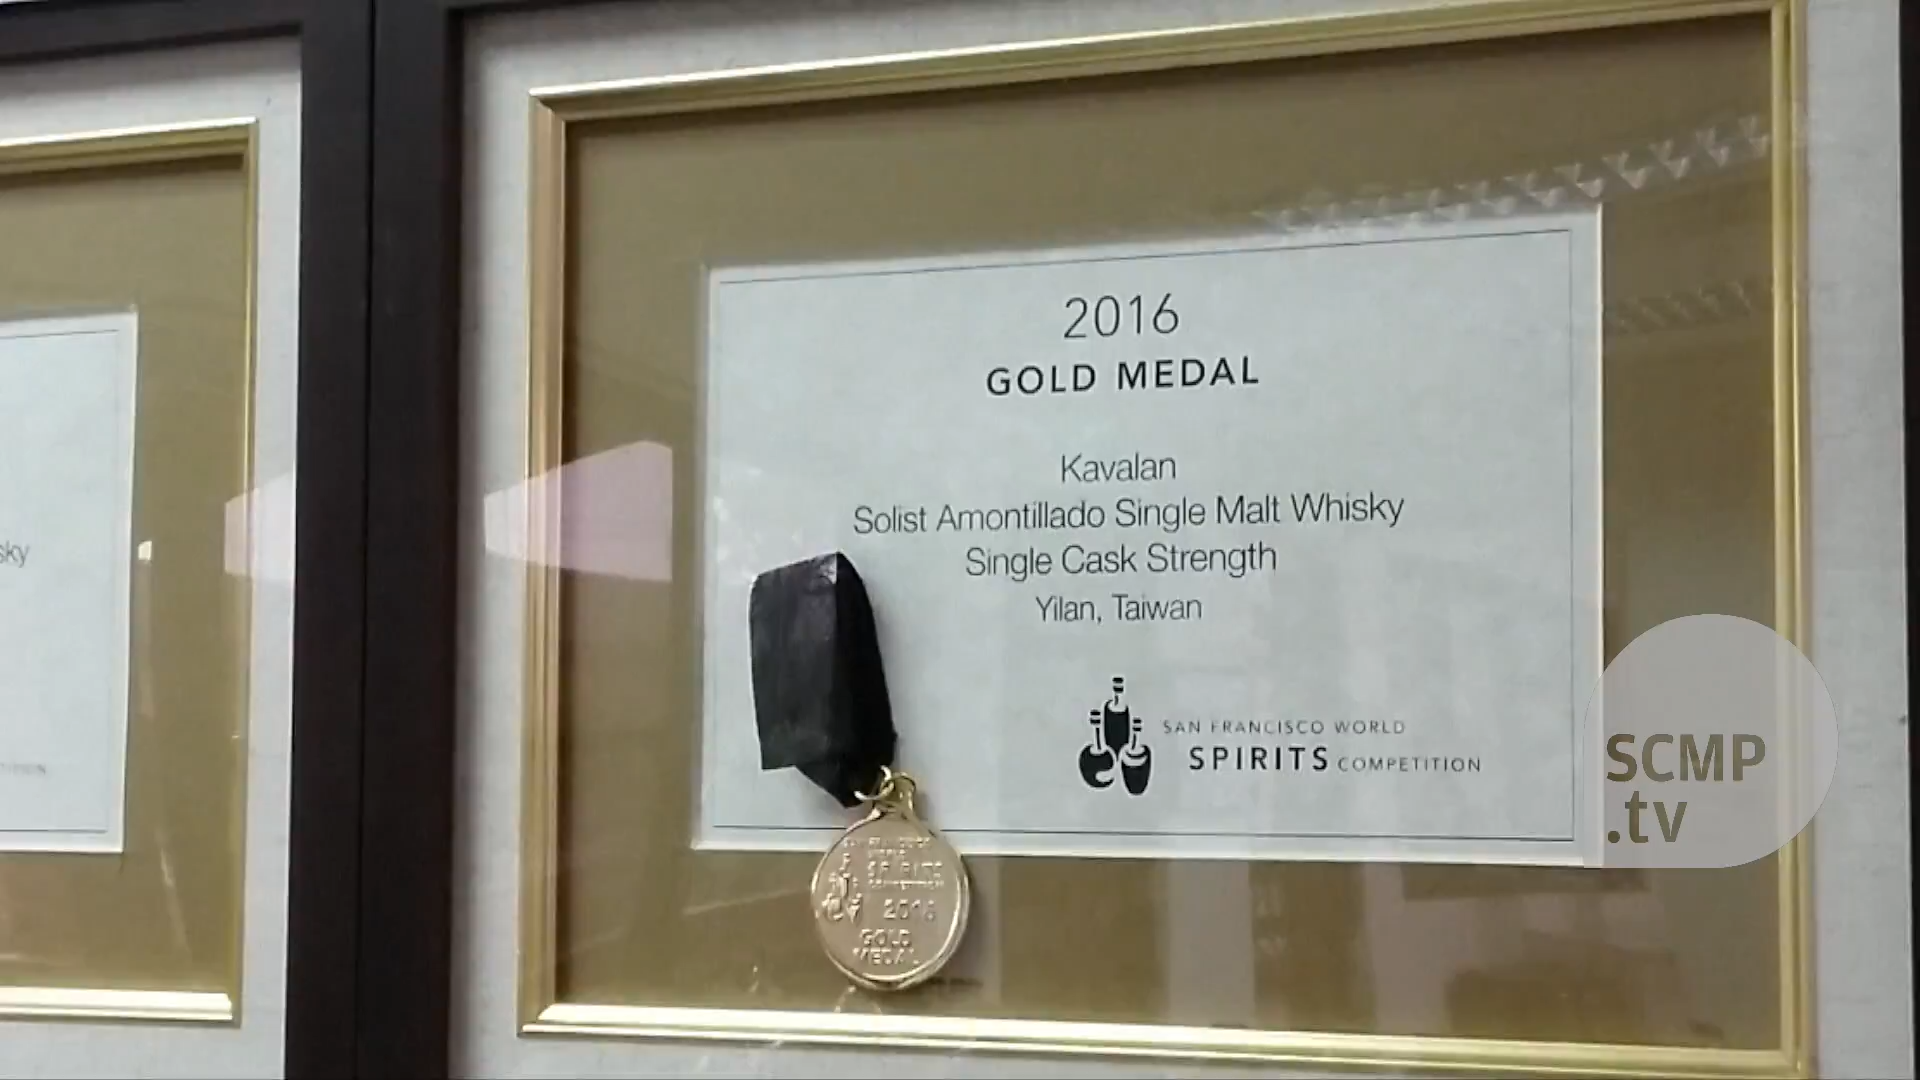 2016
GOLD MEDAL
Kavalan
Solist Amontillado Single Malt Whisky
Single Cask Strength
Yilan, Taiwan
SAN FRANCISCO WORLD
SPIRITS COMPETITION
SPIRITS
2016
GOLD
MEDAL
SCMP
.tv